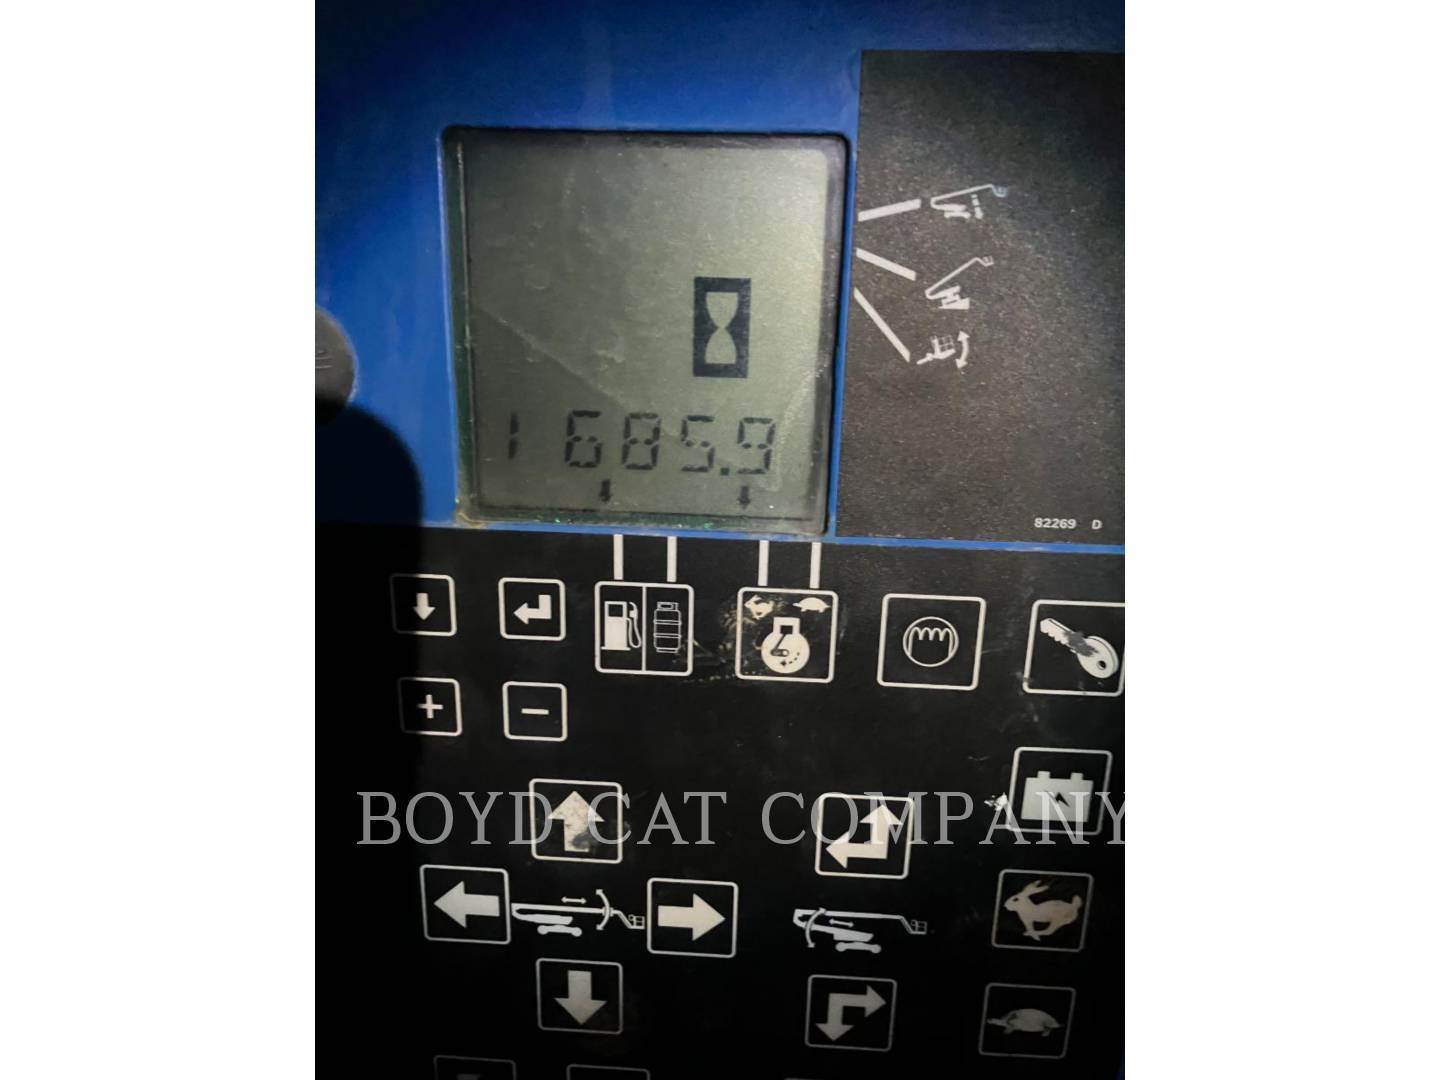 1 685.9
82269 D
BOYD CAT COMPANY